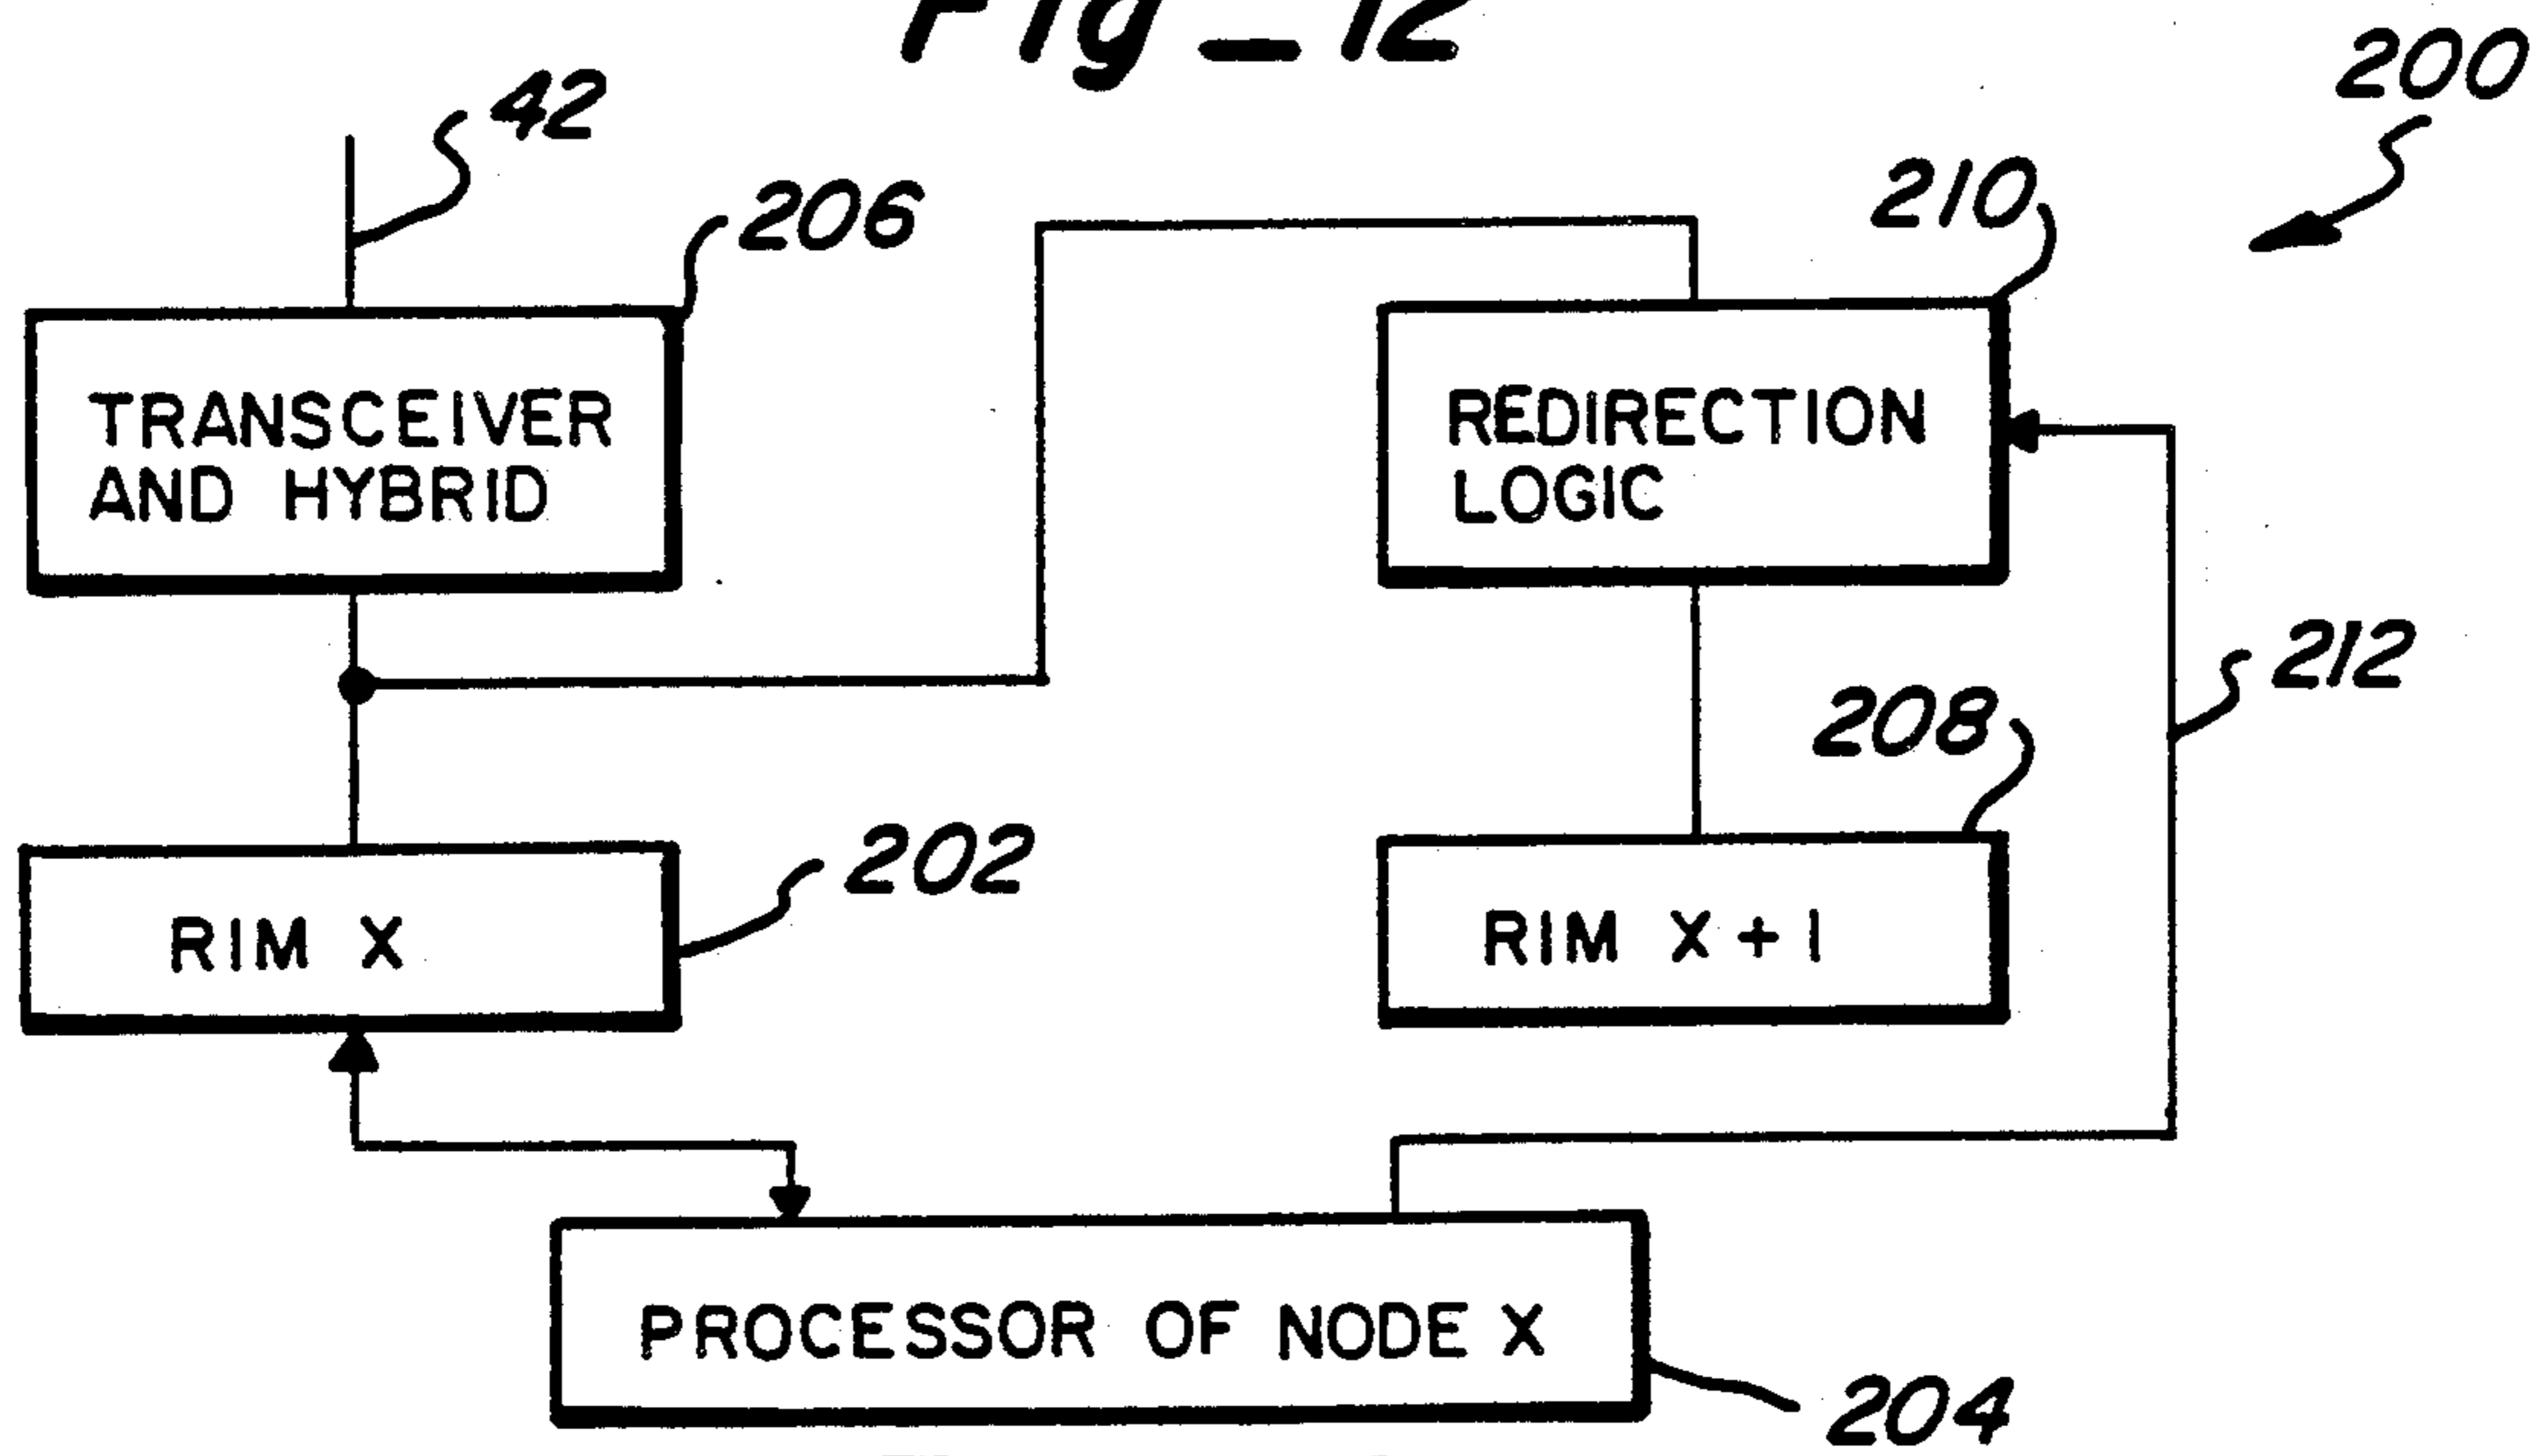 Fig_12
200
42
206
210
TRANSCEIVER
AND HYBRID
REDIRECTION
LOGIC
212
208
202
RIM X
RIM X + 1
PROCESSOR OF NODE X
204